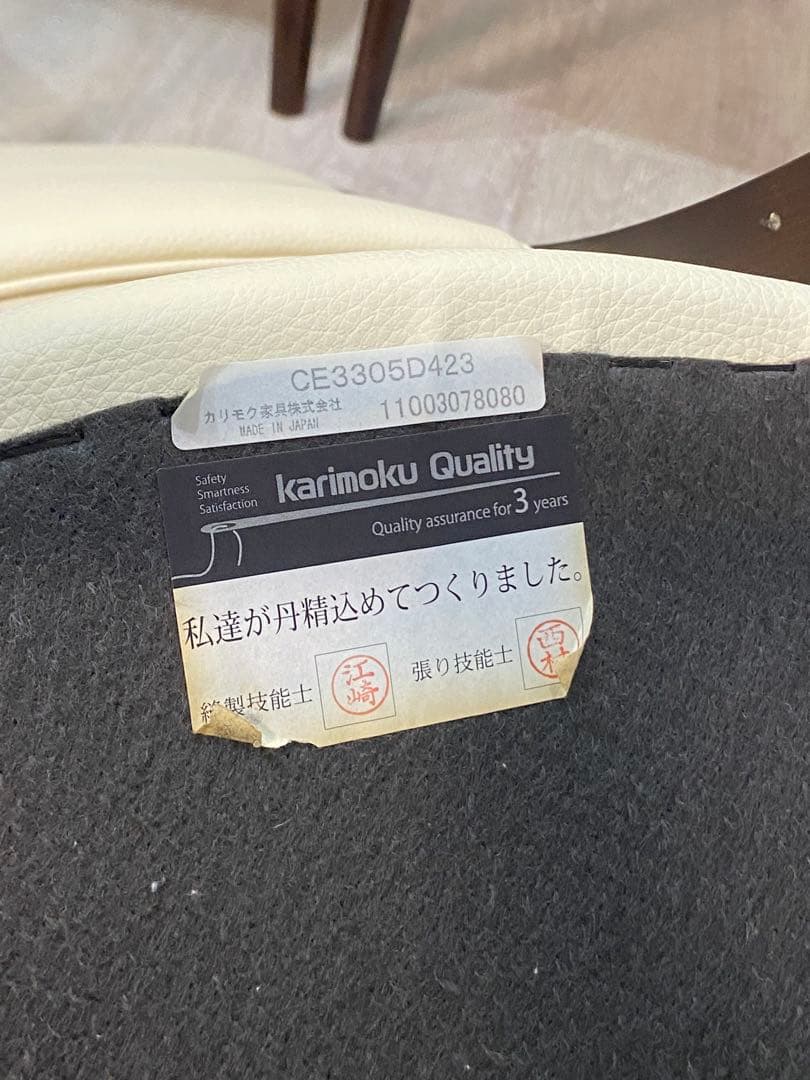 CE3305D423
カリモク家具株式会社 11003078080
MADE IN JAPAN
Safety
Smartness
Satisfaction
karimoku Quality
Quality assurance for 3 years
私達が丹精込めてつくりました。
縫製技能士 江崎 張り技能士 西村